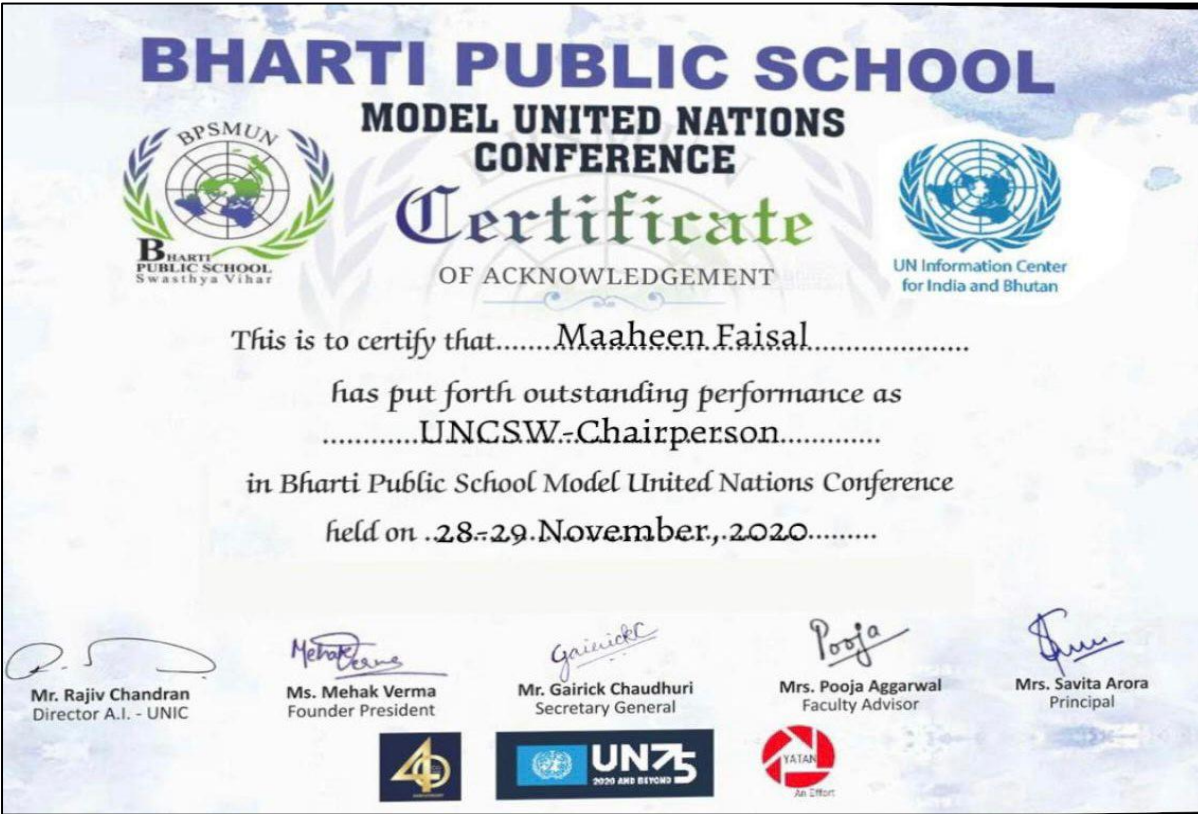 BHARTI PUBLIC SCHOOL
MODEL UNITED NATIONS
CONFERENCE
BPSMUN
BHARTI
PUBLIC SCHOOL
Swasthya Vihar
Certificate
OF ACKNOWLEDGEMENT
UN Information Center
for India and Bhutan
This is to certify that.......Maaheen Faisal......................
has put forth outstanding performance as
.............UNCSW-Chairperson.............
in Bharti Public School Model United Nations Conference
held on ..28-29 November, 2020..........
Mehak Verma
Gairick C
Pooja
Mr. Rajiv Chandran
Director A.I. - UNIC
Ms. Mehak Verma
Founder President
Mr. Gairick Chaudhuri
Secretary General
Mrs. Pooja Aggarwal
Faculty Advisor
Mrs. Savita Arora
Principal
40
UN75
2020 AND BEYOND
YATAN
An Effort